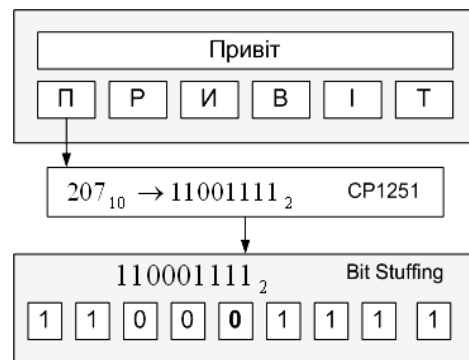 Привіт
П Р И В І Т
207₁₀ → 11001111₂ CP1251
110001111₂ Bit Stuffing
1 1 0 0 0 1 1 1 1